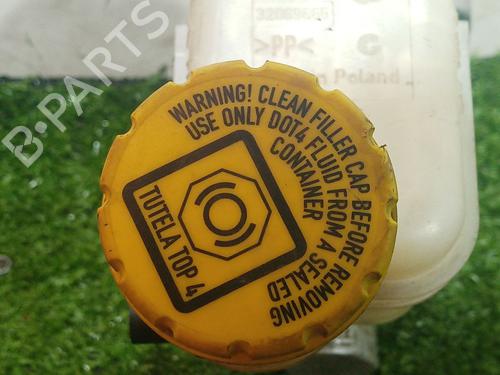 32069666
>PP<
Poland
WARNING! CLEAN FILLER CAP BEFORE REMOVING
USE ONLY DOT4 FLUID FROM A SEALED
CONTAINER
TUTELA TOP 4
B-PARTS